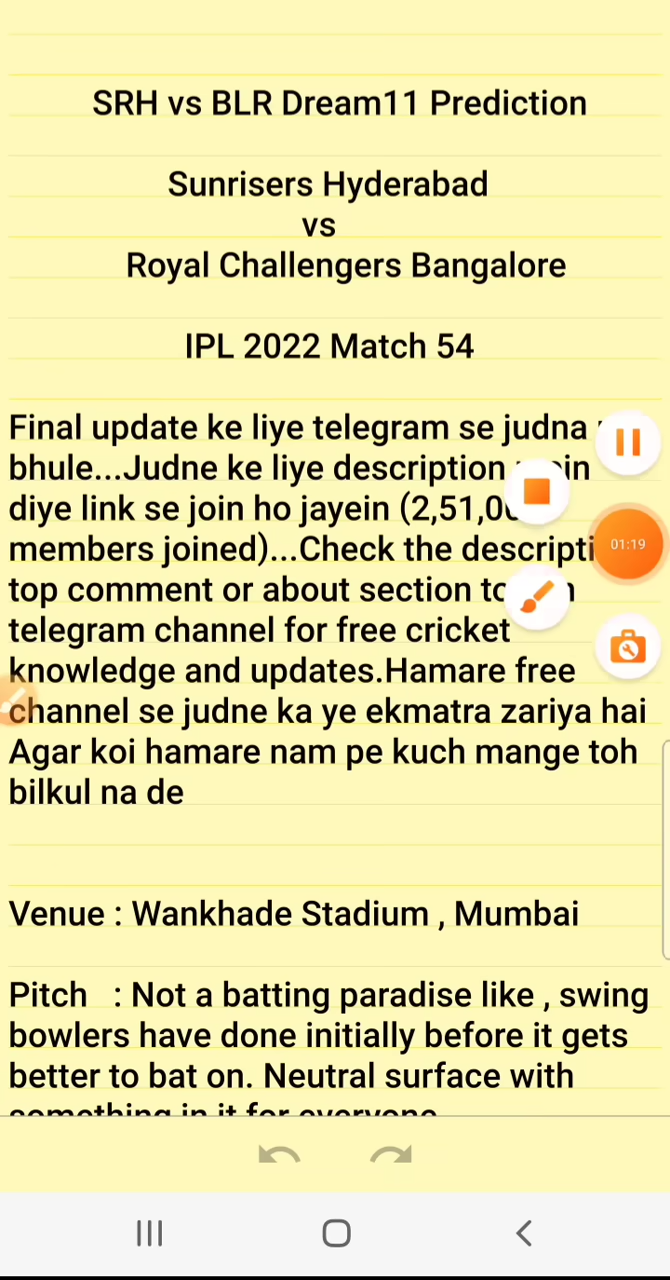 SRH vs BLR Dream11 Prediction
Sunrisers Hyderabad
vs
Royal Challengers Bangalore
IPL 2022 Match 54
Final update ke liye telegram se judna
bhule...Judne ke liye description
diye link se join ho jayein (2,51,0
members joined)...Check the descripti
top comment or about section
telegram channel for free cricket
knowledge and updates.Hamare free
channel se judne ka ye ekmatra zariya hai
Agar koi hamare nam pe kuch mange toh
bilkul na de
Venue : Wankhade Stadium , Mumbai
Pitch : Not a batting paradise like , swing
bowlers have done initially before it gets
better to bat on. Neutral surface with
something in it for everyone
01:19